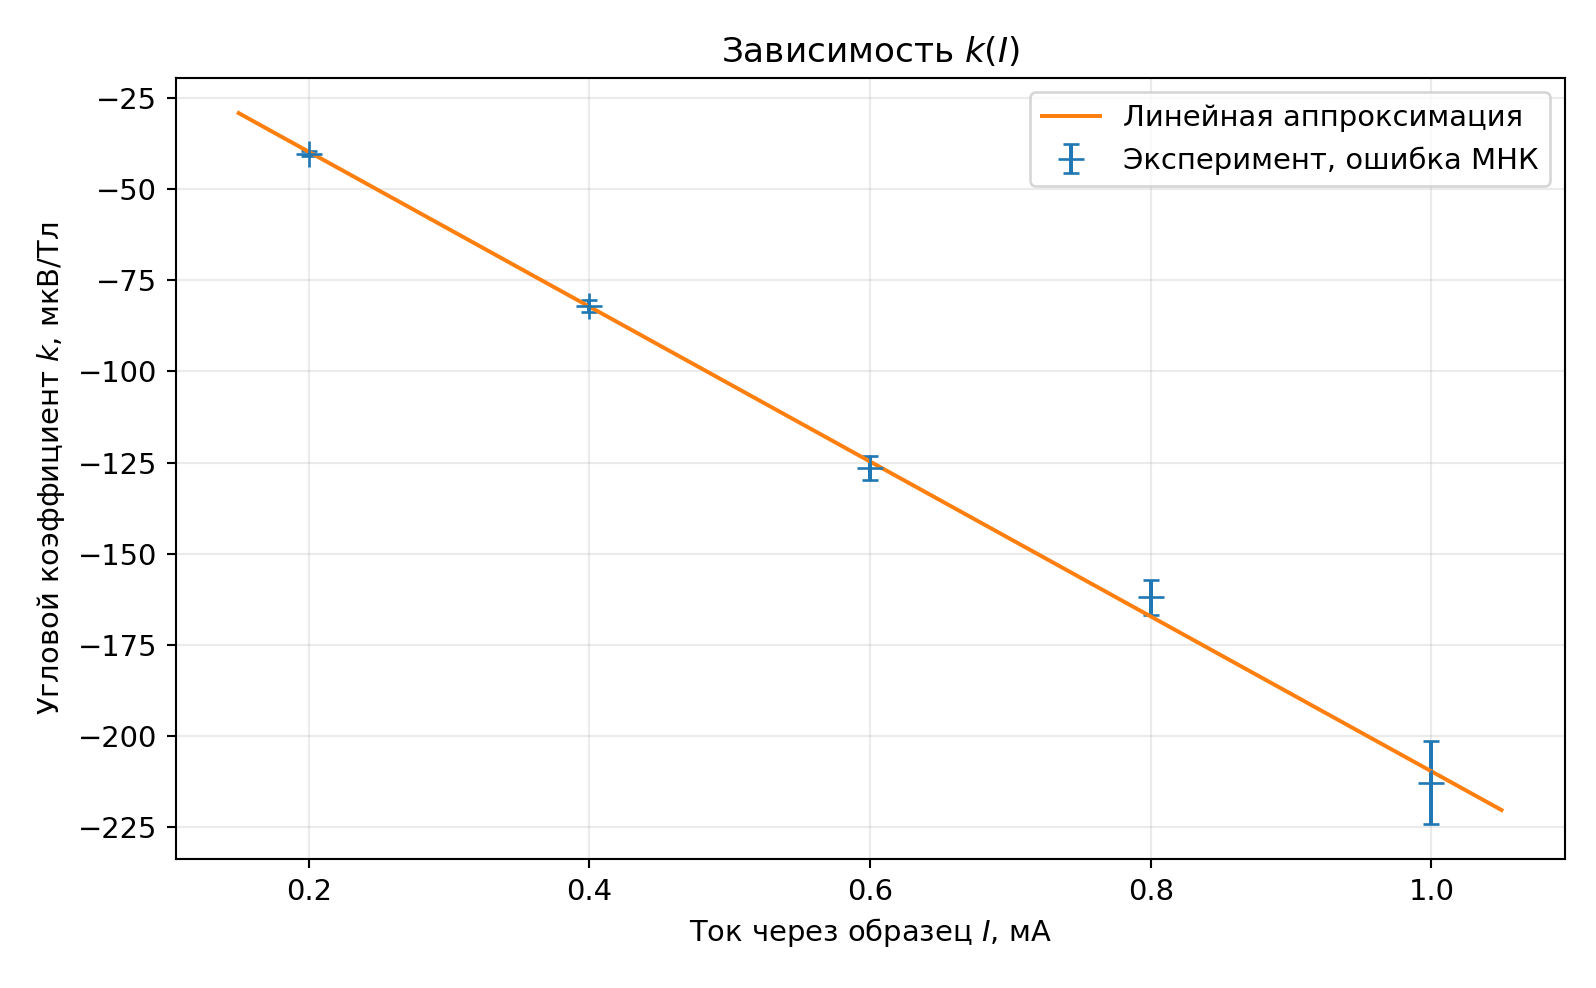 Зависимость k(I)
Линейная аппроксимация
Эксперимент, ошибка МНК
Угловой коэффициент k, мкВ/Тл
−25
−50
−75
−100
−125
−150
−175
−200
−225
0.2
0.4
0.6
0.8
1.0
Ток через образец I, мА